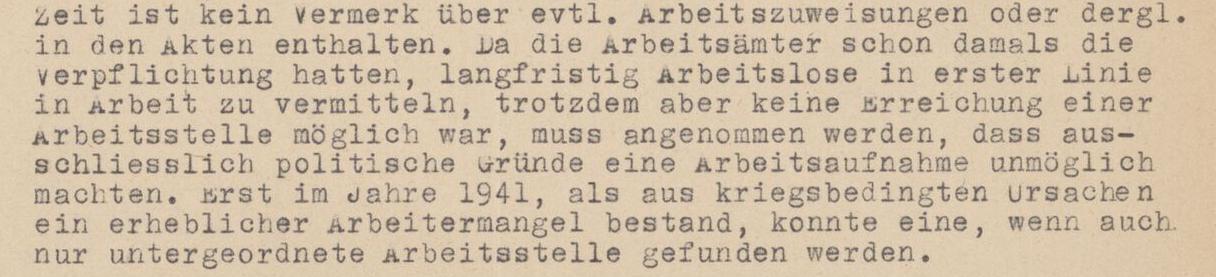 Zeit ist kein Vermerk über evtl. Arbeitszuweisungen oder dergl.
in den Akten enthalten. Da die Arbeitsämter schon damals die
Verpflichtung hatten, langfristig Arbeitslose in erster Linie
in Arbeit zu vermitteln, trotzdem aber keine Erreichung einer
Arbeitsstelle möglich war, muss angenommen werden, dass aus-
schliesslich politische Gründe eine Arbeitsaufnahme unmöglich
machten. Erst im Jahre 1941, als aus kriegsbedingten Ursachen
ein erheblicher Arbeitermangel bestand, konnte eine, wenn auch
nur untergeordnete Arbeitsstelle gefunden werden.